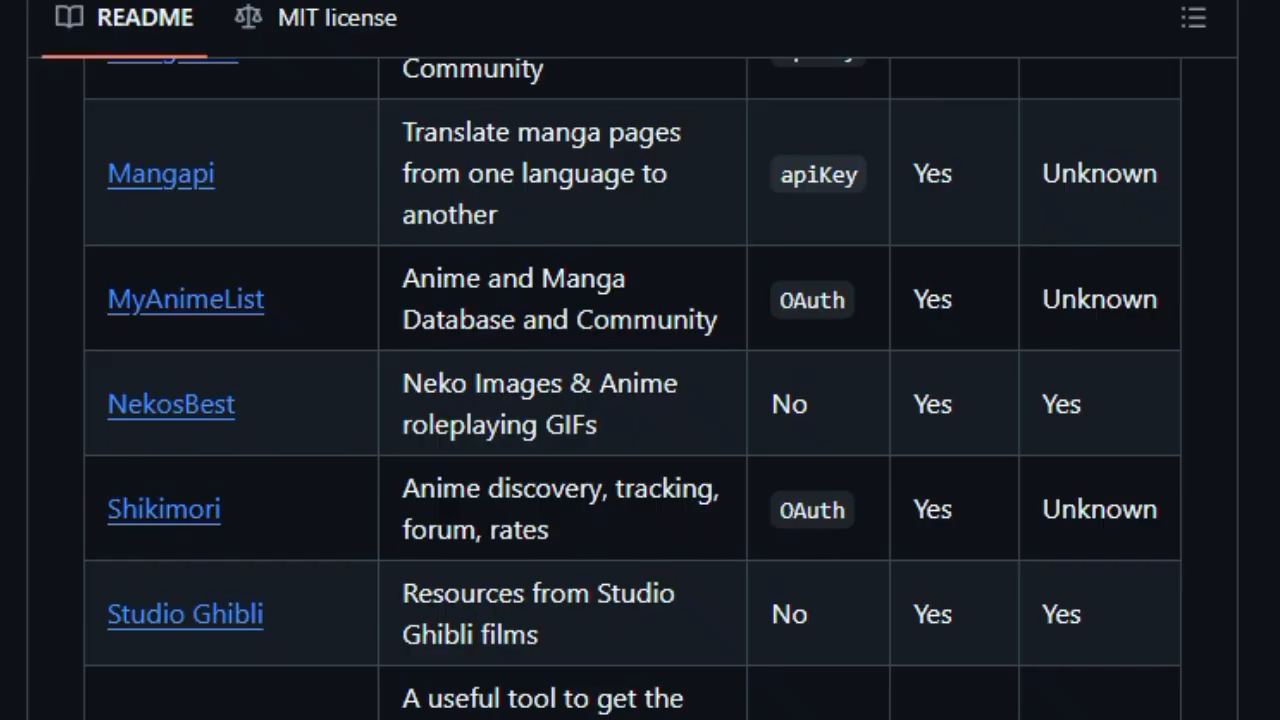 README MIT license
Community
Mangapi
Translate manga pages
from one language to
another
apiKey
Yes
Unknown
MyAnimeList
Anime and Manga
Database and Community
OAuth
Yes
Unknown
NekosBest
Neko Images & Anime
roleplaying GIFs
No
Yes
Yes
Shikimori
Anime discovery, tracking,
forum, rates
OAuth
Yes
Unknown
Studio Ghibli
Resources from Studio
Ghibli films
No
Yes
Yes
A useful tool to get the